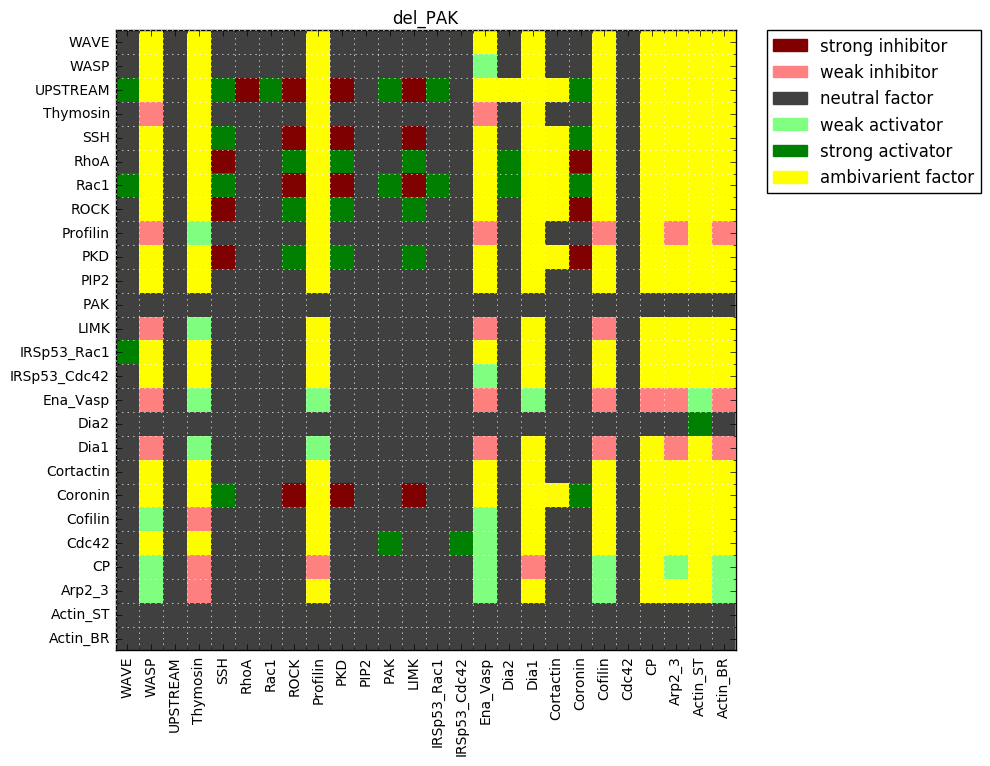 del_PAK
WAVE
WASP
UPSTREAM
Thymosin
SSH
RhoA
Rac1
ROCK
Profilin
PKD
PIP2
PAK
LIMK
IRSp53_Rac1
IRSp53_Cdc42
Ena_Vasp
Dia2
Dia1
Cortactin
Coronin
Cofilin
Cdc42
CP
Arp2_3
Actin_ST
Actin_BR
WAVE
WASP
UPSTREAM
Thymosin
SSH
RhoA
Rac1
ROCK
Profilin
PKD
PIP2
PAK
LIMK
IRSp53_Rac1
IRSp53_Cdc42
Ena_Vasp
Dia2
Dia1
Cortactin
Coronin
Cofilin
Cdc42
CP
Arp2_3
Actin_ST
Actin_BR
strong inhibitor
weak inhibitor
neutral factor
weak activator
strong activator
ambivarient factor